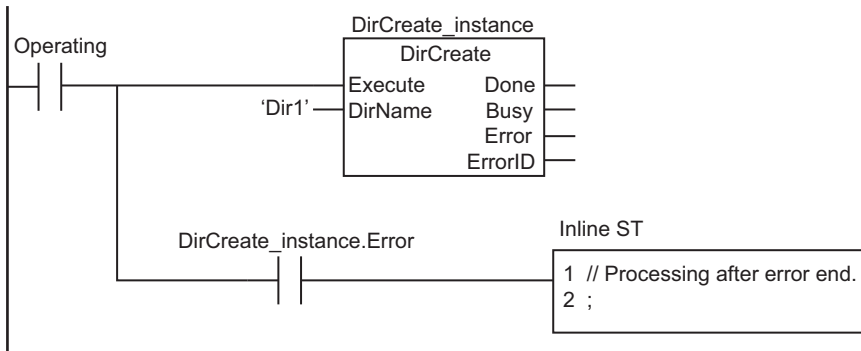 DirCreate_instance
Operating
DirCreate
Execute Done
‘Dir1’ DirName Busy
Error
ErrorID
DirCreate_instance.Error
Inline ST
1 // Processing after error end.
2 ;